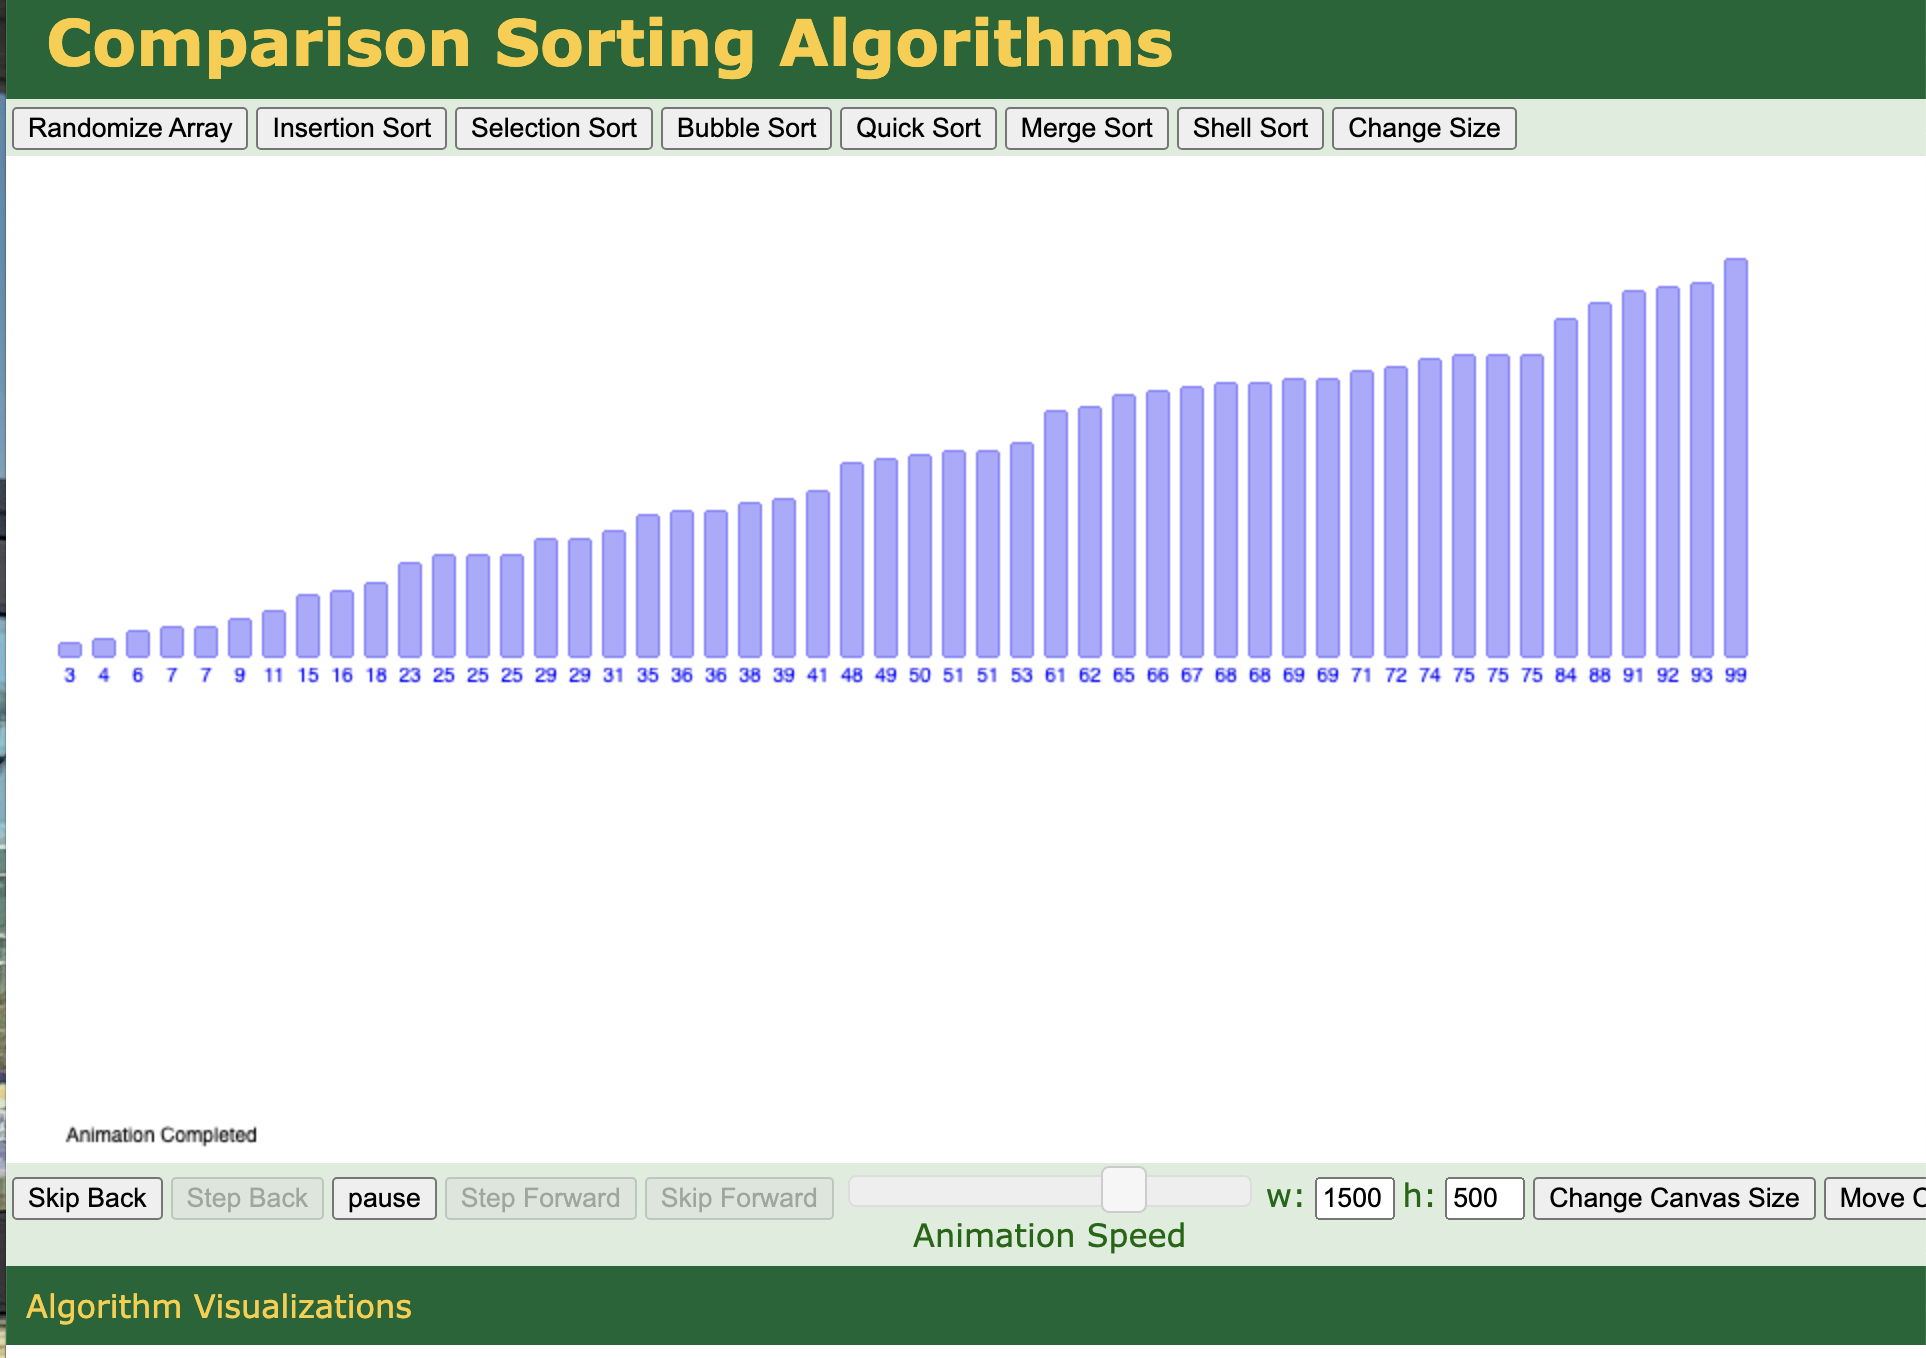 Comparison Sorting Algorithms
Randomize Array Insertion Sort Selection Sort Bubble Sort Quick Sort Merge Sort Shell Sort Change Size
3 4 6 7 7 9 11 15 16 18 23 25 25 25 29 29 31 35 36 36 38 39 41 48 49 50 51 51 53 61 62 65 66 67 68 68 69 69 71 72 74 75 75 75 84 88 91 92 93 99
Animation Completed
Skip Back Step Back pause Step Forward Skip Forward w: 1500 h: 500 Change Canvas Size Move C
Animation Speed
Algorithm Visualizations